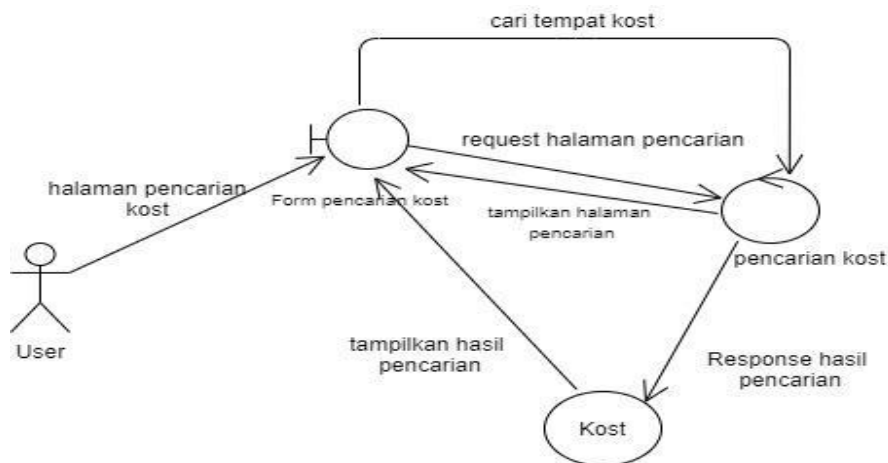 cari tempat kost
request halaman pencarian
halaman pencarian
kost
Form pencarian kost
tampilkan halaman
pencarian
pencarian kost
User
tampilkan hasil
pencarian
Response hasil
pencarian
Kost